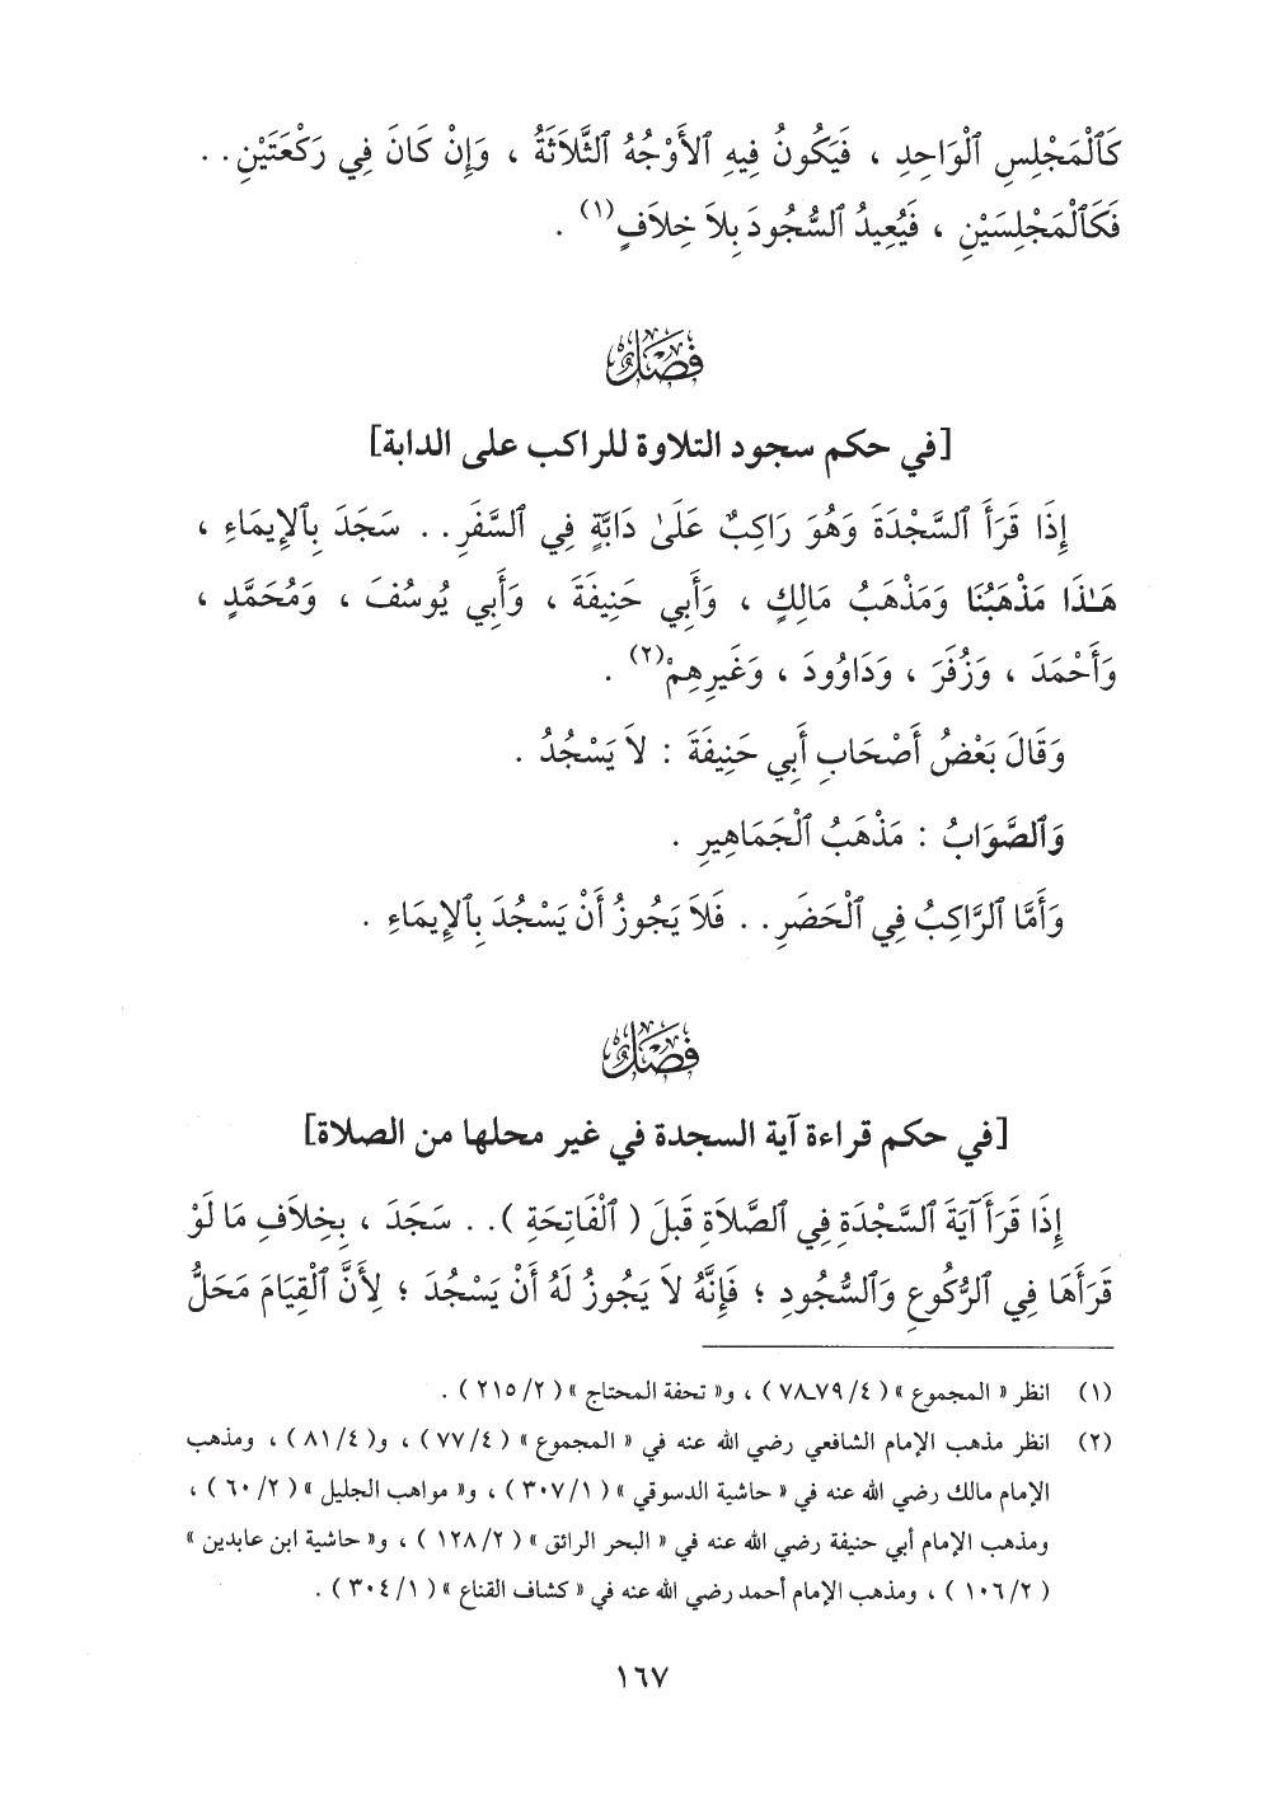 كَٱلْمَجْلِسِ ٱلْوَاحِدِ ، فَيَكُونُ فِيهِ ٱلأَوْجُهُ ٱلثَّلَاثَةُ ، وَإِنْ كَانَ فِي رَكْعَتَيْنِ . .
فَكَٱلْمَجْلِسَيْنِ ، فَيُعِيدُ ٱلسُّجُودَ بِلاَ خِلاَفٍ(١) .
فَصْلٌ
[في حكم سجود التلاوة للراكب على الدابة]
إِذَا قَرَأَ ٱلسَّجْدَةَ وَهُوَ رَاكِبٌ عَلَىٰ دَابَّةٍ فِي ٱلسَّفَرِ . . سَجَدَ بِٱلإِيمَاءِ ،
هَـٰذَا مَذْهَبُنَا وَمَذْهَبُ مَالِكٍ ، وَأَبِي حَنِيفَةَ ، وَأَبِي يُوسُفَ ، وَمُحَمَّدٍ ،
وَأَحْمَدَ ، وَزُفَرَ ، وَدَاوُودَ ، وَغَيرِهِمْ(٢) .
وَقَالَ بَعْضُ أَصْحَابِ أَبِي حَنِيفَةَ : لاَ يَسْجُدُ .
وَٱلصَّوَابُ : مَذْهَبُ ٱلْجَمَاهِيرِ .
وَأَمَّا ٱلرَّاكِبُ فِي ٱلْحَضَرِ . . فَلاَ يَجُوزُ أَنْ يَسْجُدَ بِٱلإِيمَاءِ .
فَصْلٌ
[في حكم قراءة آية السجدة في غير محلها من الصلاة]
إِذَا قَرَأَ آيَةَ ٱلسَّجْدَةِ فِي ٱلصَّلاَةِ قَبلَ ( ٱلْفَاتِحَةِ ) . . سَجَدَ ، بِخِلاَفِ مَا لَوْ
قَرَأَهَا فِي ٱلرُّكُوعِ وَٱلسُّجُودِ ؛ فَإِنَّهُ لاَ يَجُوزُ لَهُ أَنْ يَسْجُدَ ؛ لِأَنَّ ٱلْقِيَامَ مَحَلُّ
(١) انظر « المجموع » ( ٤/ ٧٨ـ٧٩ ) ، و« تحفة المحتاج » ( ٢/ ٢١٥ ) .
(٢) انظر مذهب الإمام الشافعي رضي الله عنه في « المجموع » ( ٤/ ٧٧ ) ، و( ٤/ ٨١ ) ، ومذهب
الإمام مالك رضي الله عنه في « حاشية الدسوقي » ( ١/ ٣٠٧ ) ، و« مواهب الجليل » ( ٢/ ٦٠ ) ،
ومذهب الإمام أبي حنيفة رضي الله عنه في « البحر الرائق » ( ٢/ ١٢٨ ) ، و« حاشية ابن عابدين »
( ٢/ ١٠٦ ) ، ومذهب الإمام أحمد رضي الله عنه في « كشاف القناع » ( ١/ ٣٠٤ ) .
١٦٧